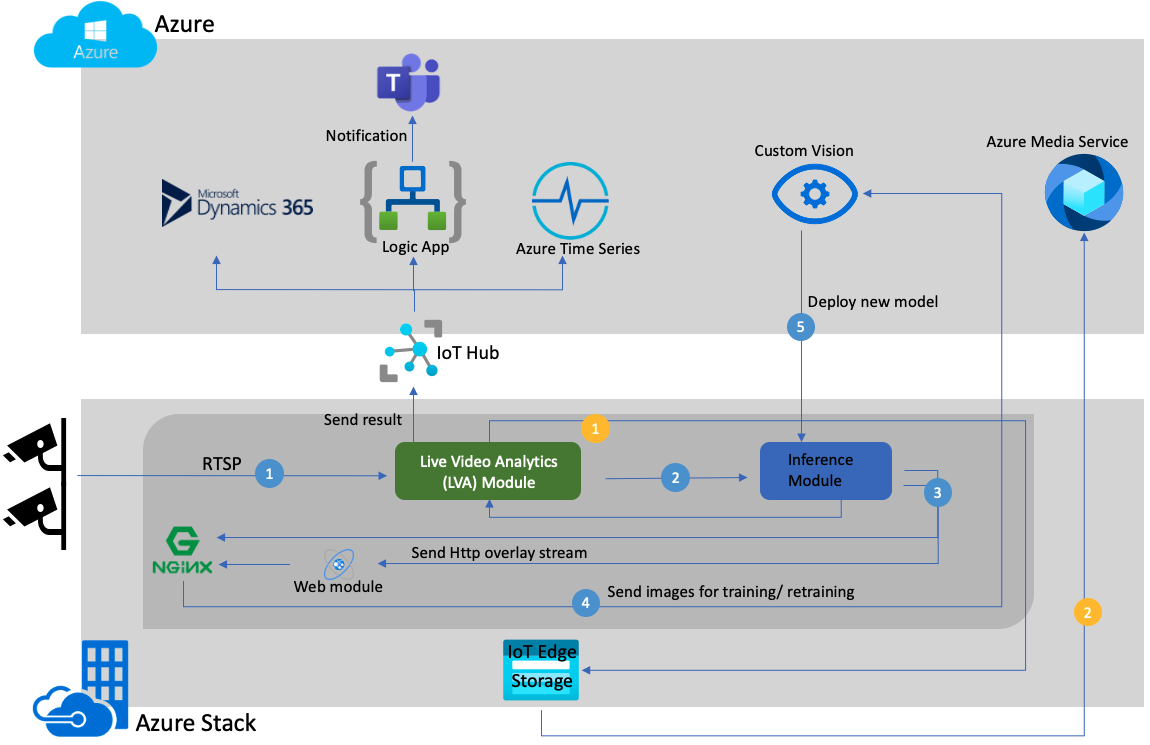 Azure
Azure
T
Notification
Azure Media Service
Custom Vision
Microsoft
Dynamics 365
Logic App
Azure Time Series
Deploy new model
5
IoT Hub
Send result
1
RTSP
1
Live Video Analytics
(LVA) Module
2
Inference
Module
3
NGINX
Send Http overlay stream
Web module
4
Send images for training/ retraining
2
IoT Edge
Storage
Azure Stack